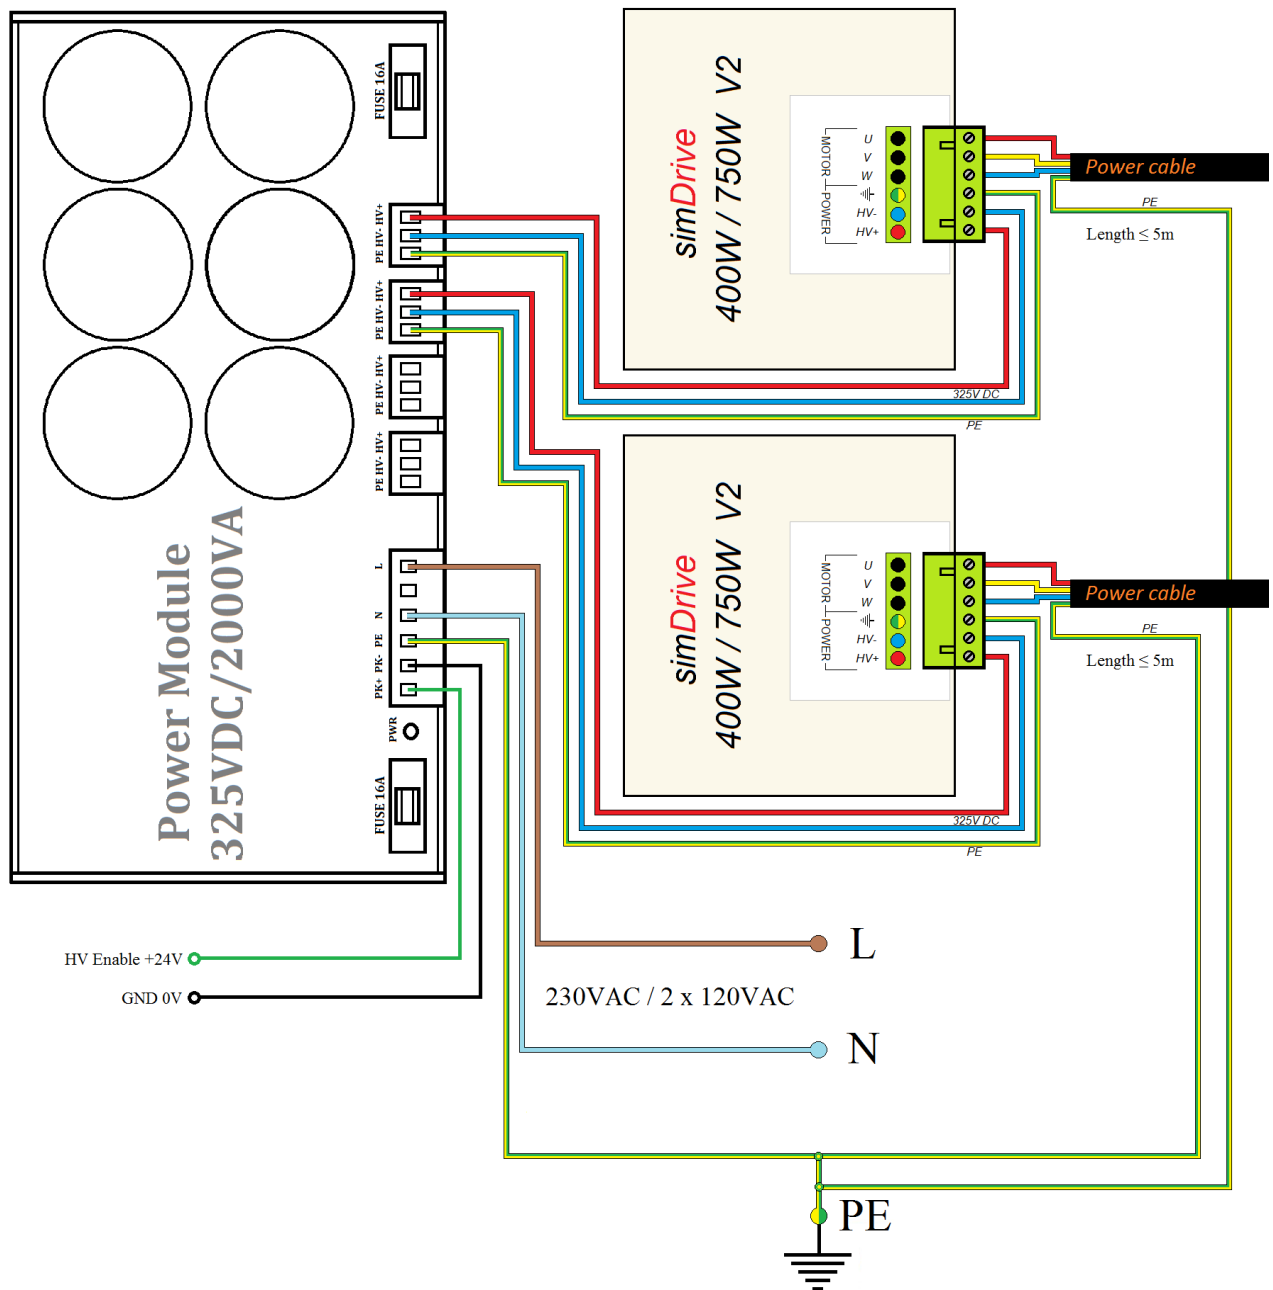 FUSE 16A
PE HV- HV+
PE HV- HV+
PE HV- HV+
PE HV- HV+
L
N
PE
PK-
PK+
PWR
FUSE 16A
Power Module
325VDC/2000VA
simDrive
400W / 750W V2
MOTOR
POWER
U
V
W
HV-
HV+
Power cable
PE
Length ≤ 5m
325V DC
PE
simDrive
400W / 750W V2
MOTOR
POWER
U
V
W
HV-
HV+
Power cable
PE
Length ≤ 5m
325V DC
PE
HV Enable +24V
GND 0V
L
230VAC / 2 x 120VAC
N
PE